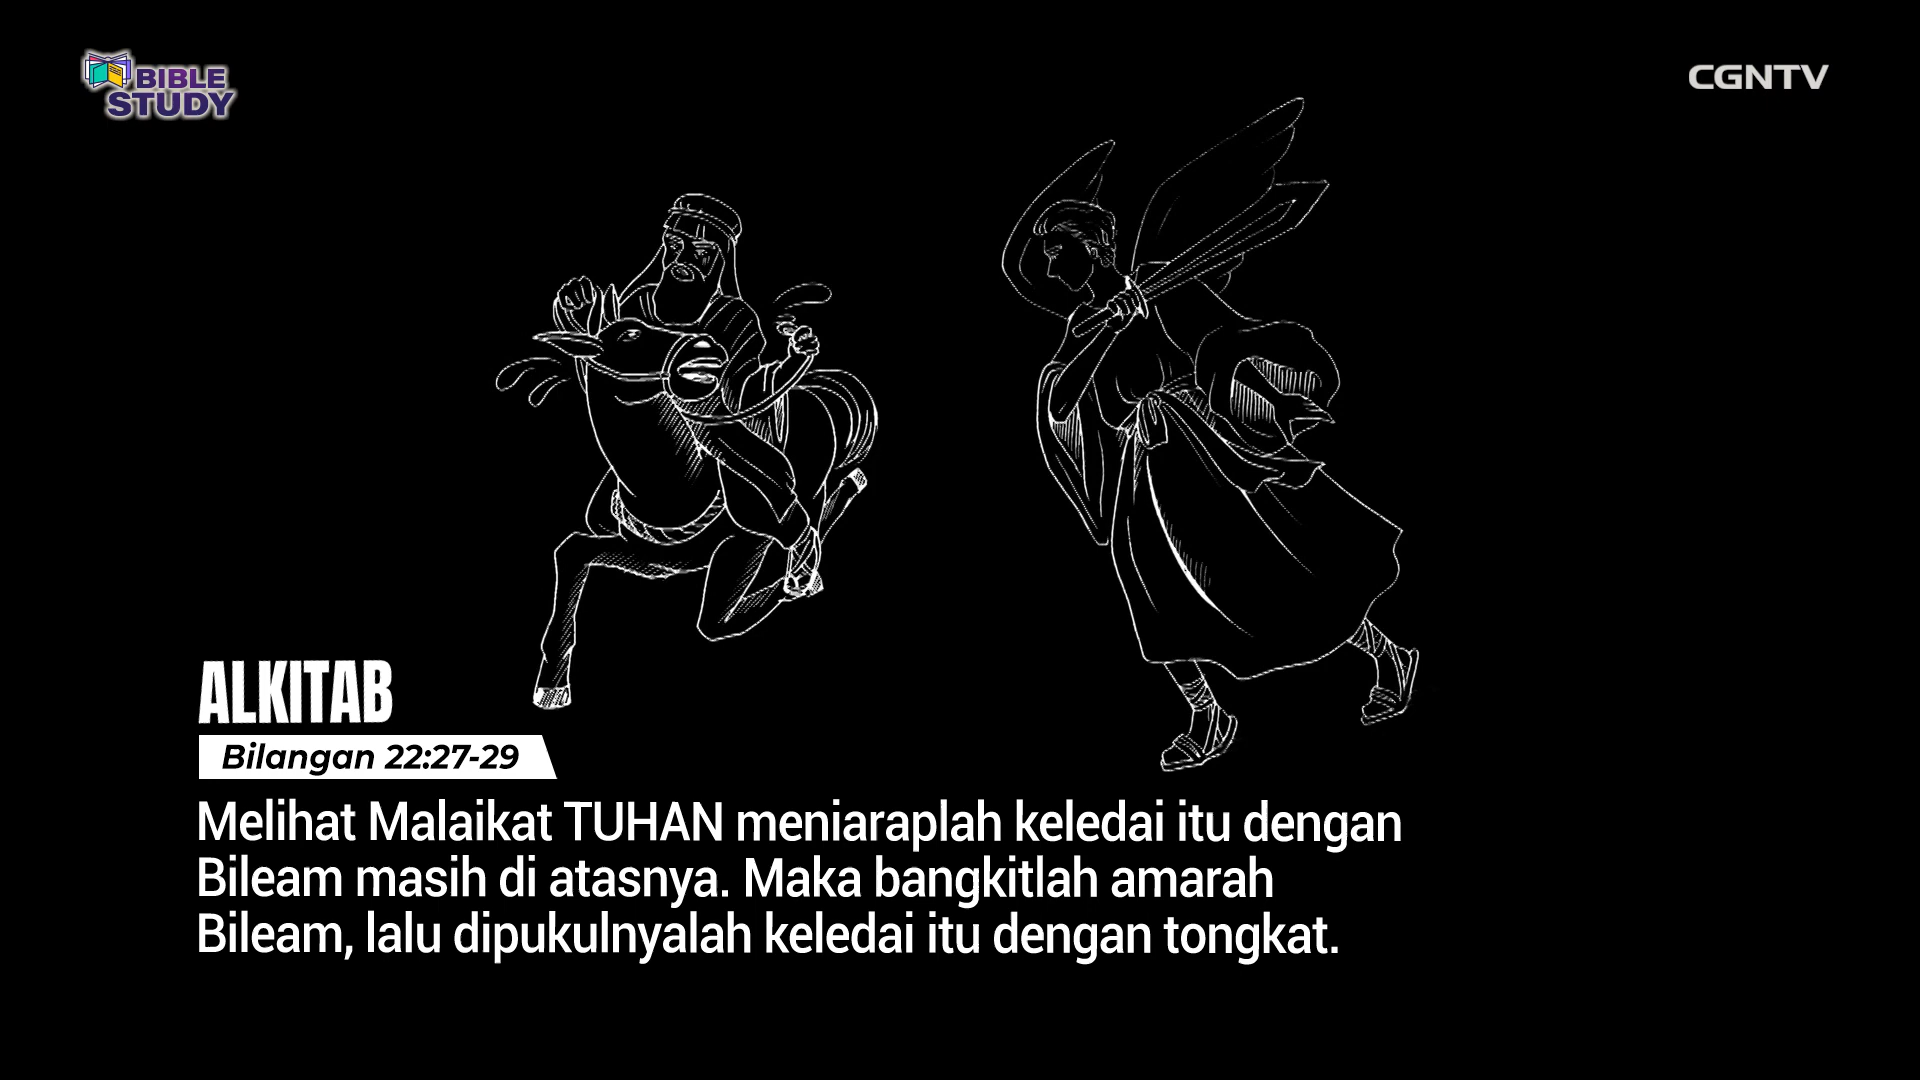 BIBLE
STUDY
CGNTV
ALKITAB
Bilangan 22:27-29
Melihat Malaikat TUHAN meniaraplah keledai itu dengan
Bileam masih di atasnya. Maka bangkitlah amarah
Bileam, lalu dipukulnyalah keledai itu dengan tongkat.